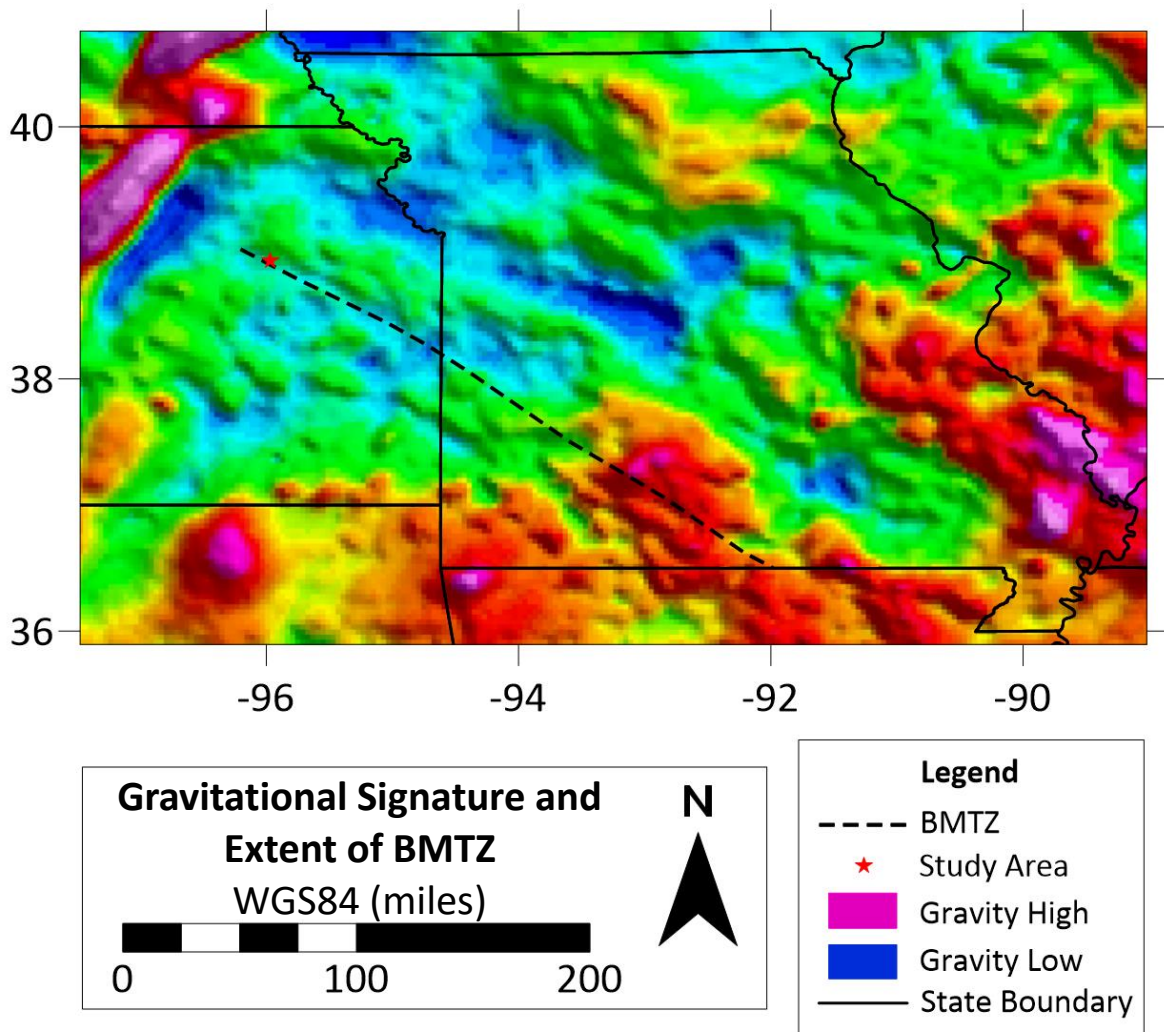 40
38
36
-96
-94
-92
-90
Gravitational Signature and
Extent of BMTZ
WGS84 (miles)
0
100
200
N
Legend
BMTZ
Study Area
Gravity High
Gravity Low
State Boundary